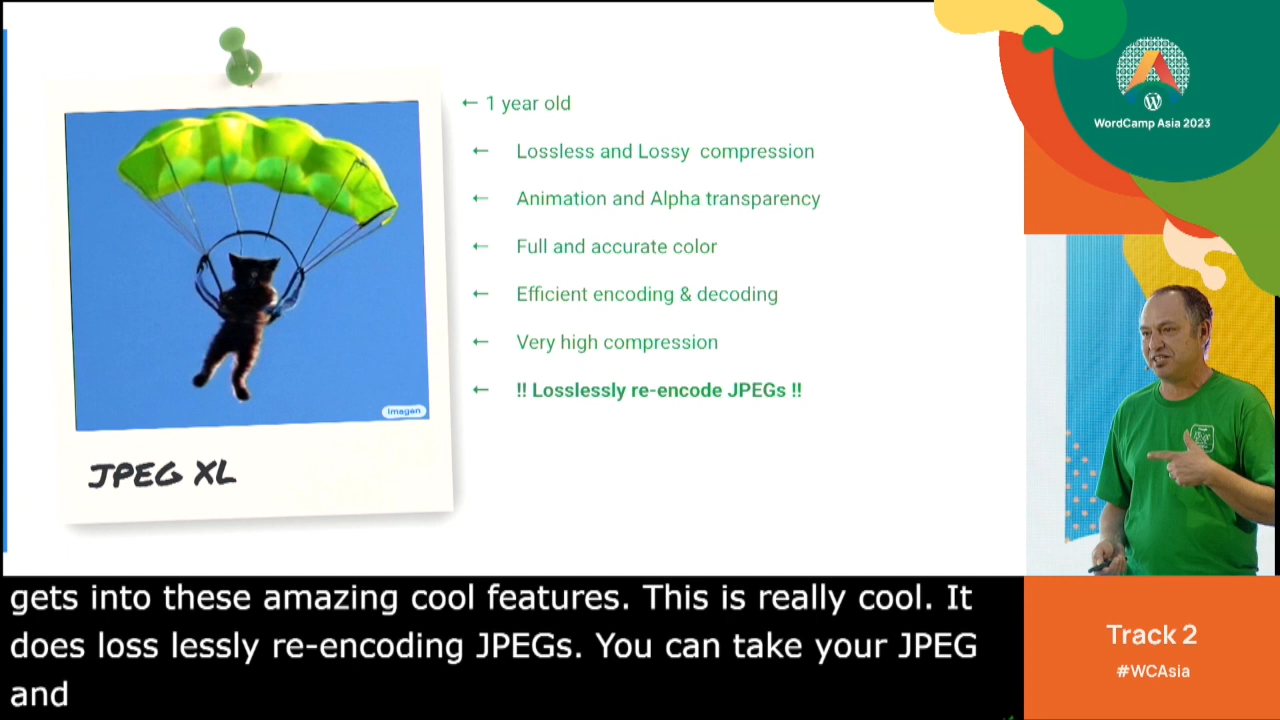 ← 1 year old
← Lossless and Lossy compression
← Animation and Alpha transparency
← Full and accurate color
← Efficient encoding & decoding
← Very high compression
← !! Losslessly re-encode JPEGs !!
imagen
JPEG XL
WordCamp Asia 2023
gets into these amazing cool features. This is really cool. It
does loss lessly re-encoding JPEGs. You can take your JPEG
and
Track 2
#WCAsia